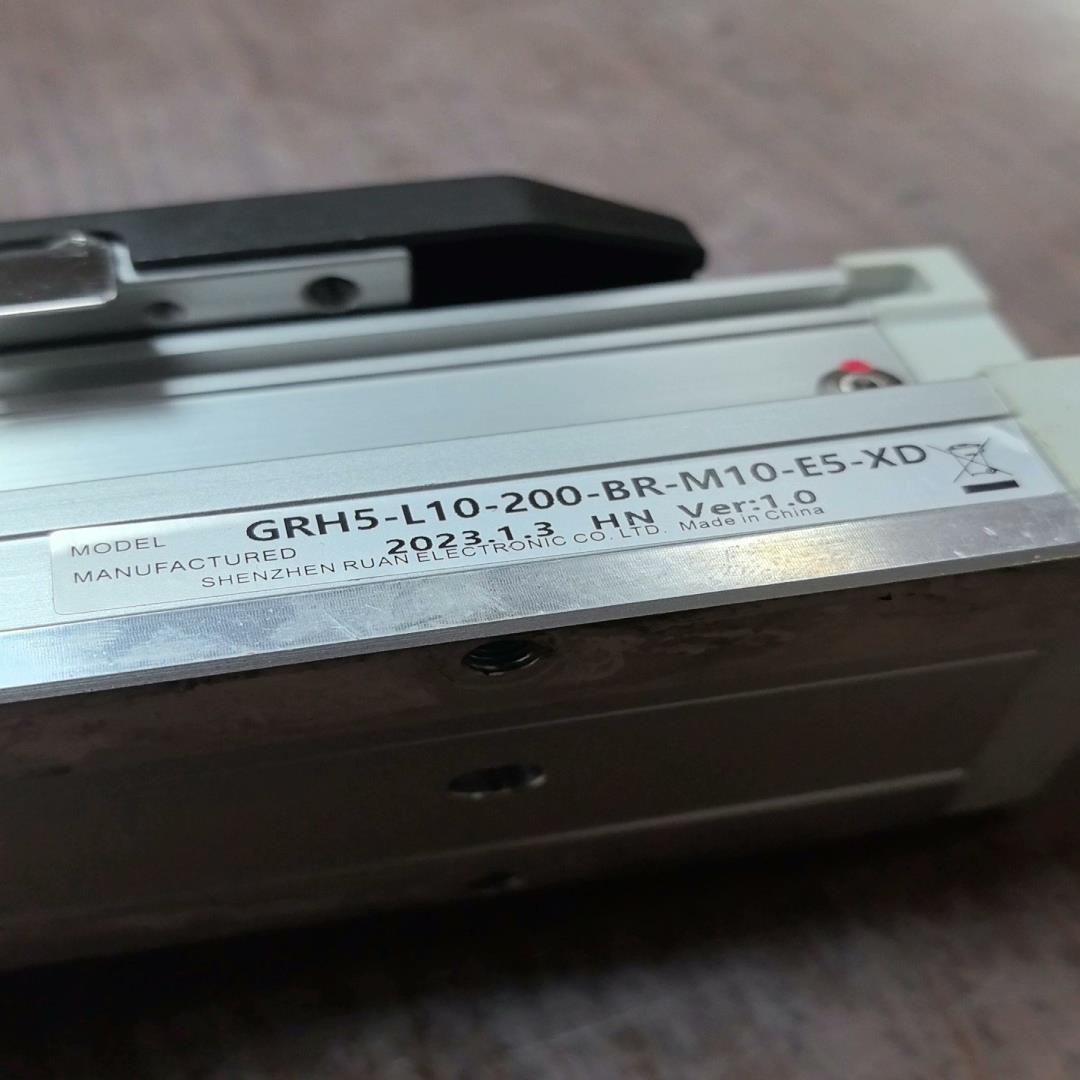 MODEL GRH5-L10-200-BR-M10-E5-XD
MANUFACTURED 2023.1.3 HN Ver:1.0
SHENZHEN RUAN ELECTRONIC CO. LTD. Made in China